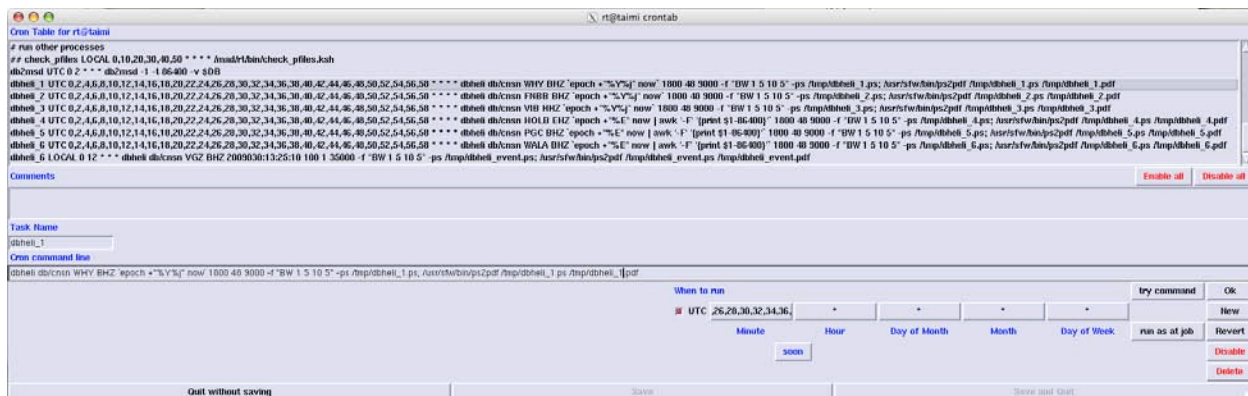 rt@taimi crontab
Cron Table for rt@taimi
# run other processes
## check_pfiles LOCAL 0,10,20,30,40,50 * * * * /mad/rt/bin/check_pfiles.ksh
db2msd UTC 0 2 * * * db2msd -1 -t 86400 -v $DB
dbheli_1 UTC 0,2,4,6,8,10,12,14,16,18,20,22,24,26,28,30,32,34,36,38,40,42,44,46,48,50,52,54,56,58 * * * * dbheli db/cnsn WHY BHZ `epoch +"%Y%j" now` 1800 48 9000 -f "BW 1 5 10 5" -ps /tmp/dbheli_1.ps; /usr/sfw/bin/ps2pdf /tmp/dbheli_1.ps /tmp/dbheli_1.pdf
dbheli_2 UTC 0,2,4,6,8,10,12,14,16,18,20,22,24,26,28,30,32,34,36,38,40,42,44,46,48,50,52,54,56,58 * * * * dbheli db/cnsn FNBB BHZ `epoch +"%Y%j" now` 1800 48 9000 -f "BW 1 5 10 5" -ps /tmp/dbheli_2.ps; /usr/sfw/bin/ps2pdf /tmp/dbheli_2.ps /tmp/dbheli_2.pdf
dbheli_3 UTC 0,2,4,6,8,10,12,14,16,18,20,22,24,26,28,30,32,34,36,38,40,42,44,46,48,50,52,54,56,58 * * * * dbheli db/cnsn VIB HHZ `epoch +"%Y%j" now` 1800 48 9000 -f "BW 1 5 10 5" -ps /tmp/dbheli_3.ps; /usr/sfw/bin/ps2pdf /tmp/dbheli_3.ps /tmp/dbheli_3.pdf
dbheli_4 UTC 0,2,4,6,8,10,12,14,16,18,20,22,24,26,28,30,32,34,36,38,40,42,44,46,48,50,52,54,56,58 * * * * dbheli db/cnsn HOLB EHZ `epoch +"%E" now | awk '-F' '{print $1-86400}'` 1800 48 9000 -f "BW 1 5 10 5" -ps /tmp/dbheli_4.ps; /usr/sfw/bin/ps2pdf /tmp/dbheli_4.ps /tmp/dbheli_4.pdf
dbheli_5 UTC 0,2,4,6,8,10,12,14,16,18,20,22,24,26,28,30,32,34,36,38,40,42,44,46,48,50,52,54,56,58 * * * * dbheli db/cnsn PGC BHZ `epoch +"%E" now | awk '-F' '{print $1-86400}'` 1800 48 9000 -f "BW 1 5 10 5" -ps /tmp/dbheli_5.ps; /usr/sfw/bin/ps2pdf /tmp/dbheli_5.ps /tmp/dbheli_5.pdf
dbheli_6 UTC 0,2,4,6,8,10,12,14,16,18,20,22,24,26,28,30,32,34,36,38,40,42,44,46,48,50,52,54,56,58 * * * * dbheli db/cnsn WALA BHZ `epoch +"%E" now | awk '-F' '{print $1-86400}'` 1800 48 9000 -f "BW 1 5 10 5" -ps /tmp/dbheli_6.ps; /usr/sfw/bin/ps2pdf /tmp/dbheli_6.ps /tmp/dbheli_6.pdf
dbheli_6 LOCAL 0 12 * * * dbheli db/cnsn VGZ BHZ 2009030:13:25:10 100 1 35000 -f "BW 1 5 10 5" -ps /tmp/dbheli_event.ps /tmp/dbheli_event.pdf
Comments
Enable all
Disable all
Task Name
dbheli_1
Cron command line
dbheli db/cnsn WHY BHZ `epoch +"%Y%j" now` 1800 48 9000 -f "BW 1 5 10 5" -ps /tmp/dbheli_1.ps; /usr/sfw/bin/ps2pdf /tmp/dbheli_1.ps /tmp/dbheli_1.pdf
When to run
try command
Ok
UTC ,26,28,30,32,34,36, * * * *
New
Minute Hour Day of Month Month Day of Week
run as at job
Revert
soon
Disable
Delete
Quit without saving
Save
Save and Quit